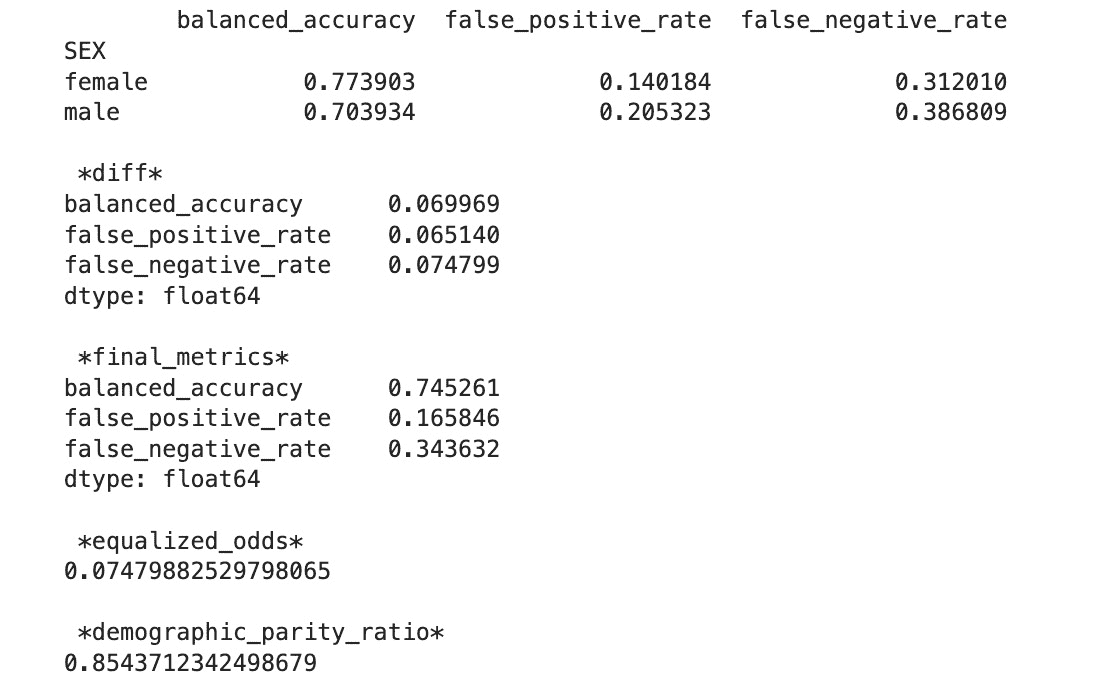 balanced_accuracy false_positive_rate false_negative_rate
SEX
female 0.773903 0.140184 0.312010
male 0.703934 0.205323 0.386809
*diff*
balanced_accuracy 0.069969
false_positive_rate 0.065140
false_negative_rate 0.074799
dtype: float64
*final_metrics*
balanced_accuracy 0.745261
false_positive_rate 0.165846
false_negative_rate 0.343632
dtype: float64
*equalized_odds*
0.07479882529798065
*demographic_parity_ratio*
0.8543712342498679